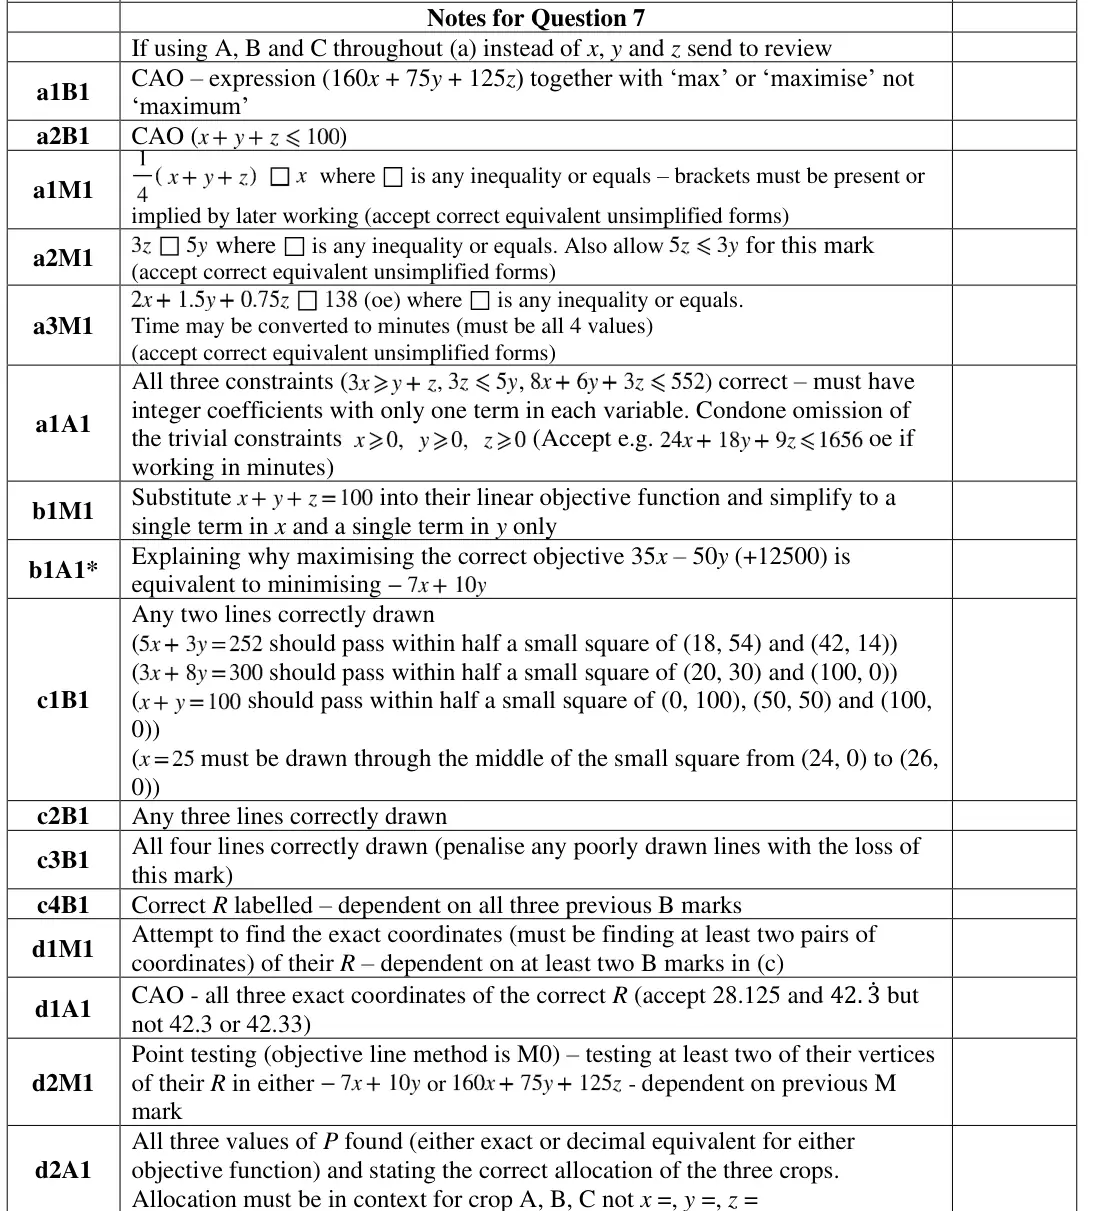 Notes for Question 7
If using A, B and C throughout (a) instead of x, y and z send to review
a1B1
CAO – expression (160x + 75y + 125z) together with ‘max’ or ‘maximise’ not
‘maximum’
a2B1
CAO (x + y + z ⩽ 100)
a1M1
1/4 ( x + y + z) □ x where □ is any inequality or equals – brackets must be present or
implied by later working (accept correct equivalent unsimplified forms)
a2M1
3z □ 5y where □ is any inequality or equals. Also allow 5z ⩽ 3y for this mark
(accept correct equivalent unsimplified forms)
a3M1
2x + 1.5y + 0.75z □ 138 (oe) where □ is any inequality or equals.
Time may be converted to minutes (must be all 4 values)
(accept correct equivalent unsimplified forms)
a1A1
All three constraints (3x ⩾ y + z, 3z ⩽ 5y, 8x + 6y + 3z ⩽ 552) correct – must have
integer coefficients with only one term in each variable. Condone omission of
the trivial constraints x ⩾ 0, y ⩾ 0, z ⩾ 0 (Accept e.g. 24x + 18y + 9z ⩽ 1656 oe if
working in minutes)
b1M1
Substitute x + y + z = 100 into their linear objective function and simplify to a
single term in x and a single term in y only
b1A1*
Explaining why maximising the correct objective 35x – 50y (+12500) is
equivalent to minimising − 7x + 10y
c1B1
Any two lines correctly drawn
(5x + 3y = 252 should pass within half a small square of (18, 54) and (42, 14))
(3x + 8y = 300 should pass within half a small square of (20, 30) and (100, 0))
(x + y = 100 should pass within half a small square of (0, 100), (50, 50) and (100,
0))
(x = 25 must be drawn through the middle of the small square from (24, 0) to (26,
0))
c2B1
Any three lines correctly drawn
c3B1
All four lines correctly drawn (penalise any poorly drawn lines with the loss of
this mark)
c4B1
Correct R labelled – dependent on all three previous B marks
d1M1
Attempt to find the exact coordinates (must be finding at least two pairs of
coordinates) of their R – dependent on at least two B marks in (c)
d1A1
CAO - all three exact coordinates of the correct R (accept 28.125 and 42.3̇ but
not 42.3 or 42.33)
d2M1
Point testing (objective line method is M0) – testing at least two of their vertices
of their R in either − 7x + 10y or 160x + 75y + 125z - dependent on previous M
mark
d2A1
All three values of P found (either exact or decimal equivalent for either
objective function) and stating the correct allocation of the three crops.
Allocation must be in context for crop A, B, C not x =, y =, z =